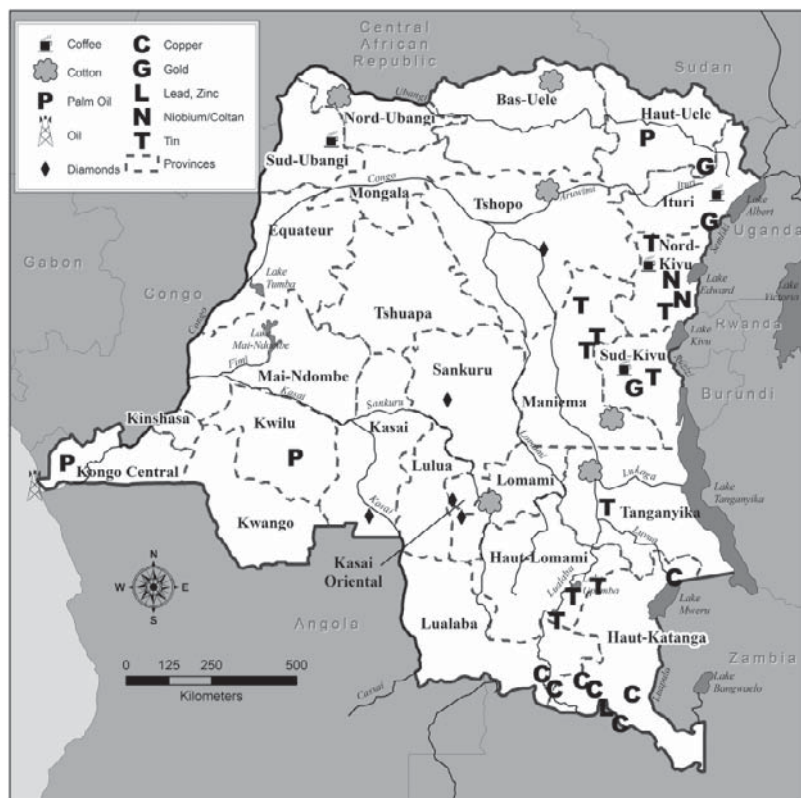 Coffee
Cotton
P Palm Oil
Oil
Diamonds
C Copper
G Gold
L Lead, Zinc
N Niobium/Coltan
T Tin
Provinces
Central
African
Republic
Sudan
Ubangi
Bas-Uele
Nord-Ubangi
Haut-Uele
P
Sud-Ubangi
G
Congo
Mongala
Tshopo
Aruwimi
Ituri
Ituri
G
Lake
Albert
Equateur
T
Nord-
Kivu
Semliki
Uganda
Gabon
Congo
Lake
Tumba
N
N
Lake
Edward
Lake
Victoria
Congo
Tshuapa
T
T
T
T
Lake
Kivu
Rwanda
Lake
Mai-Ndombe
Fimi
Sud-Kivu
G
T
Ruzizi
Burundi
Mai-Ndombe
Sankuru
Maniema
Kasai
Sankuru
Kinshasa
Kwilu
Kasai
P
Kongo Central
P
Lulua
Lomami
Lomami
Lukuga
Lake
Tanganyika
Kwango
Kasai
T
Tanganyika
Luvua
Kasai
Oriental
Haut-Lomami
C
Lualaba
T
T
T
Lake
Mweru
N
W
E
S
Angola
Lualaba
Haut-Katanga
Zambia
0 125 250 500
Kilometers
Cassai
C
C
C
C
C
L
C
Luapula
Lake
Bangwuelo